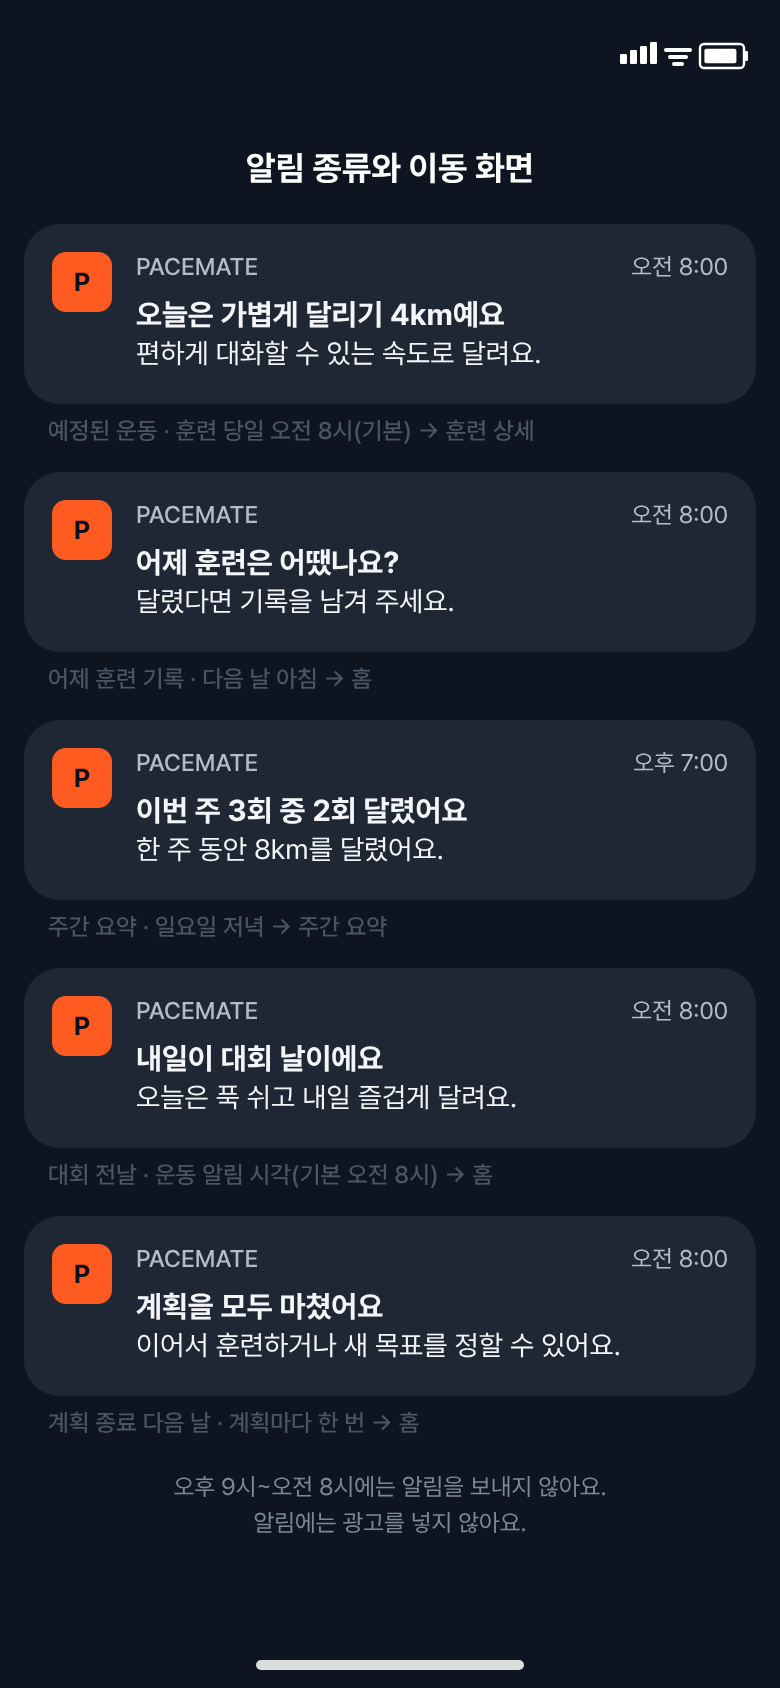 알림 종류와 이동 화면
P
PACEMATE
오전 8:00
오늘은 가볍게 달리기 4km예요
편하게 대화할 수 있는 속도로 달려요.
예정된 운동 · 훈련 당일 오전 8시(기본) → 훈련 상세
P
PACEMATE
오전 8:00
어제 훈련은 어땠나요?
달렸다면 기록을 남겨 주세요.
어제 훈련 기록 · 다음 날 아침 → 홈
P
PACEMATE
오후 7:00
이번 주 3회 중 2회 달렸어요
한 주 동안 8km를 달렸어요.
주간 요약 · 일요일 저녁 → 주간 요약
P
PACEMATE
오전 8:00
내일이 대회 날이에요
오늘은 푹 쉬고 내일 즐겁게 달려요.
대회 전날 · 운동 알림 시각(기본 오전 8시) → 홈
P
PACEMATE
오전 8:00
계획을 모두 마쳤어요
이어서 훈련하거나 새 목표를 정할 수 있어요.
계획 종료 다음 날 · 계획마다 한 번 → 홈
오후 9시~오전 8시에는 알림을 보내지 않아요.
알림에는 광고를 넣지 않아요.